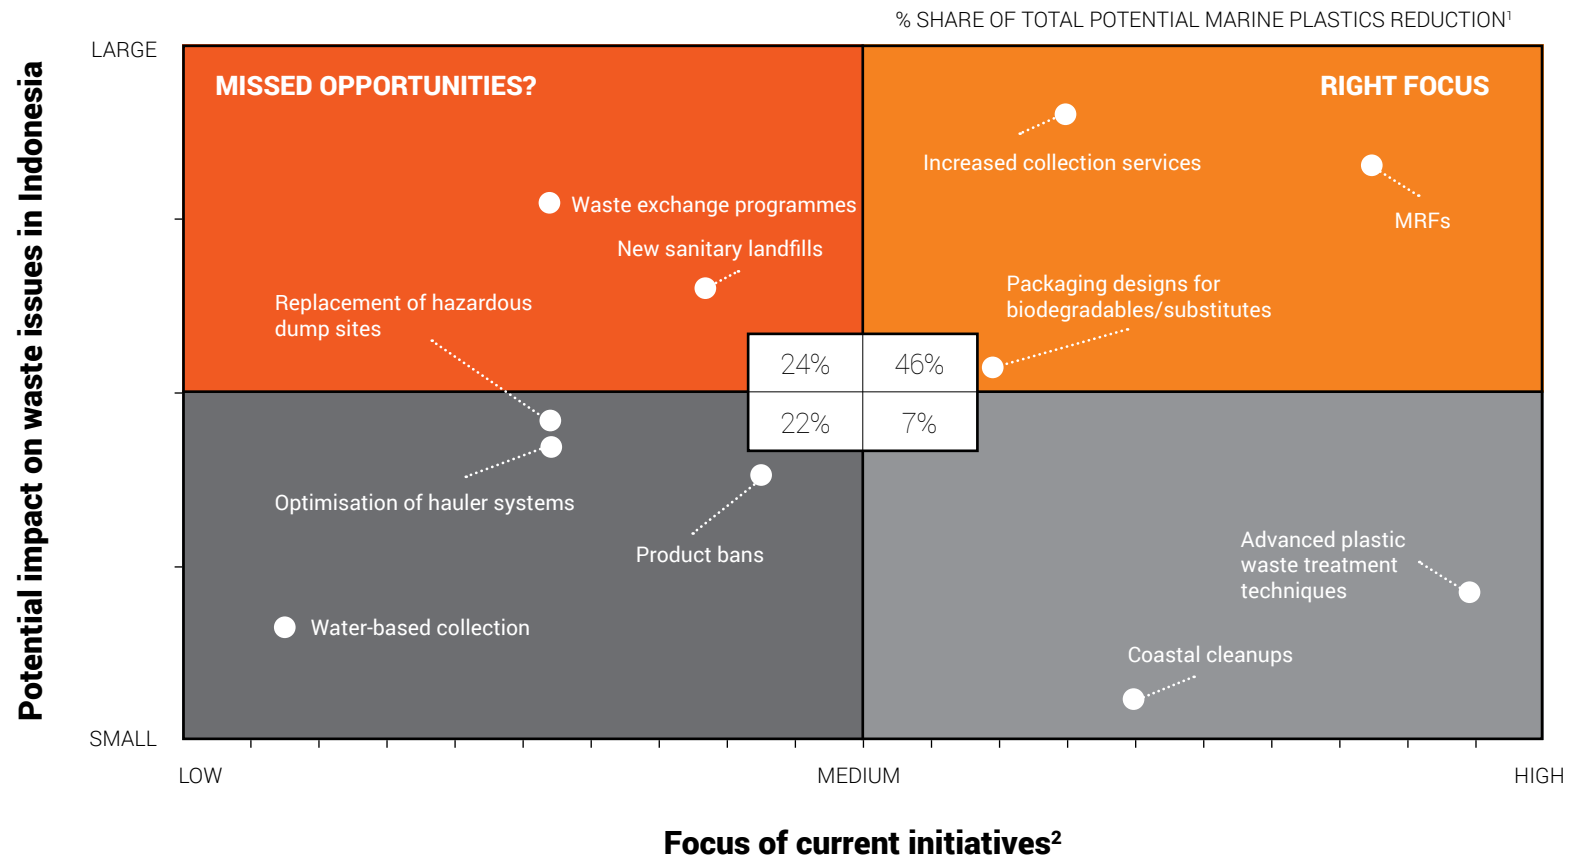 % SHARE OF TOTAL POTENTIAL MARINE PLASTICS REDUCTION¹
LARGE
Potential impact on waste issues in Indonesia
MISSED OPPORTUNITIES?
RIGHT FOCUS
Increased collection services
MRFs
Waste exchange programmes
New sanitary landfills
Packaging designs for
biodegradables/substitutes
Replacement of hazardous
dump sites
24%
46%
22%
7%
Optimisation of hauler systems
Product bans
Advanced plastic
waste treatment
techniques
Water-based collection
Coastal cleanups
SMALL
LOW
MEDIUM
HIGH
Focus of current initiatives²